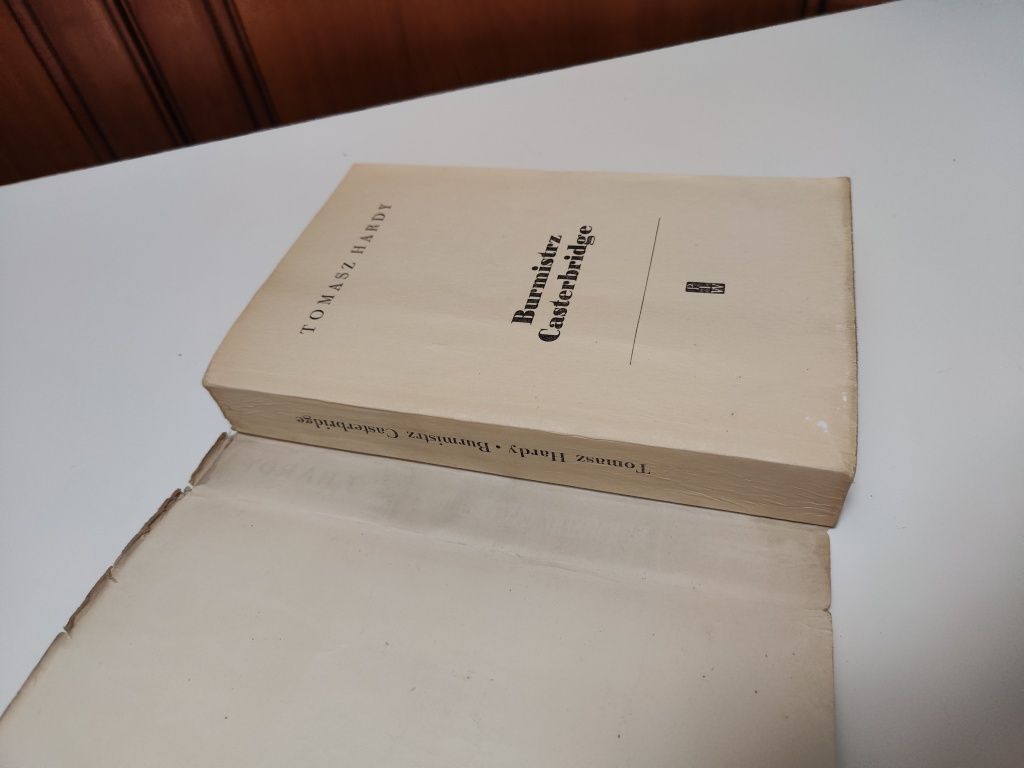 TOMASZ HARDY
Burmistrz
Casterbridge
PIW
Tomasz Hardy • Burmistrz Casterbridge